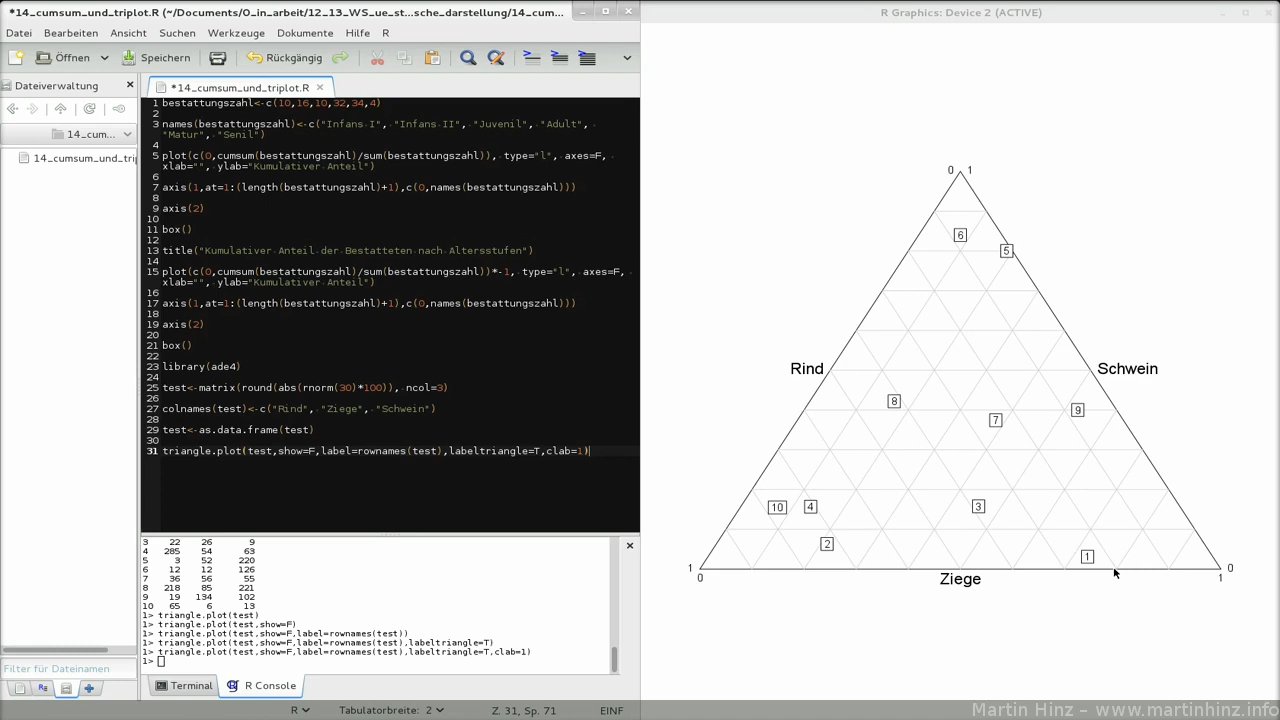 *14_cumsum_und_triplot.R (~/Documents/O_in_arbeit/12_13_WS_ue_st...sche_darstellung/14_cum...
Datei Bearbeiten Ansicht Suchen Werkzeuge Dokumente Hilfe R
Öffnen Speichern Rückgängig
Dateiverwaltung
14_cum...
14_cumsum_und_trip
Filter für Dateinamen
*14_cumsum_und_triplot.R
1 bestattungszahl<-c(10,16,10,32,34,4)
2
3 names(bestattungszahl)<-c("Infans I", "Infans II", "Juvenil", "Adult",
"Matur", "Senil")
4
5 plot(c(0,cumsum(bestattungszahl)/sum(bestattungszahl)), type="l", axes=F,
xlab="", ylab="Kumulativer Anteil")
6
7 axis(1,at=1:(length(bestattungszahl)+1),c(0,names(bestattungszahl)))
8
9 axis(2)
10
11 box()
12
13 title("Kumulativer Anteil der Bestatteten nach Altersstufen")
14
15 plot(c(0,cumsum(bestattungszahl)/sum(bestattungszahl))*-1, type="l", axes=F,
xlab="", ylab="Kumulativer Anteil")
16
17 axis(1,at=1:(length(bestattungszahl)+1),c(0,names(bestattungszahl)))
18
19 axis(2)
20
21 box()
22
23 library(ade4)
24
25 test<-matrix(round(abs(rnorm(30)*100)), ncol=3)
26
27 colnames(test)<-c("Rind", "Ziege", "Schwein")
28
29 test<-as.data.frame(test)
30
31 triangle.plot(test,show=F,label=rownames(test),labeltriangle=T,clab=1)
3 22 26 9
4 285 54 63
5 3 52 220
6 12 12 126
7 36 56 55
8 218 85 221
9 19 134 102
10 65 6 13
1> triangle.plot(test)
1> triangle.plot(test,show=F)
1> triangle.plot(test,show=F,label=rownames(test))
1> triangle.plot(test,show=F,label=rownames(test),labeltriangle=T)
1> triangle.plot(test,show=F,label=rownames(test),labeltriangle=T,clab=1)
1>
Terminal R Console
R Tabulatorbreite: 2 Z. 31, Sp. 71 EINF
R Graphics: Device 2 (ACTIVE)
0 1
6
5
Rind Schwein
8
9
7
10 4 3
2
1
1 0
0 Ziege 1
Martin Hinz - www.martinhinz.info